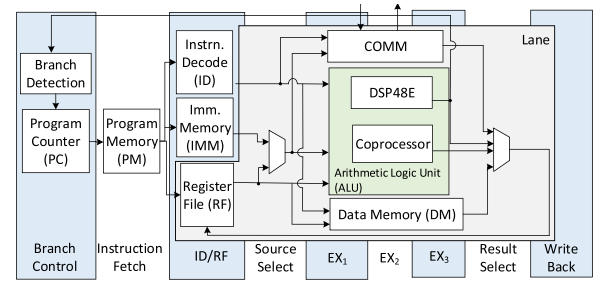 Branch
Detection
Program
Counter (PC)
Program
Memory
(PM)
Instrn.
Decode
(ID)
Imm.
Memory
(IMM)
Register
File (RF)
COMM
Lane
DSP48E
Coprocessor
Arithmetic Logic Unit
(ALU)
Data Memory (DM)
Branch
Control
Instruction
Fetch
ID/RF
Source
Select
EX1
EX2
EX3
Result
Select
Write
Back